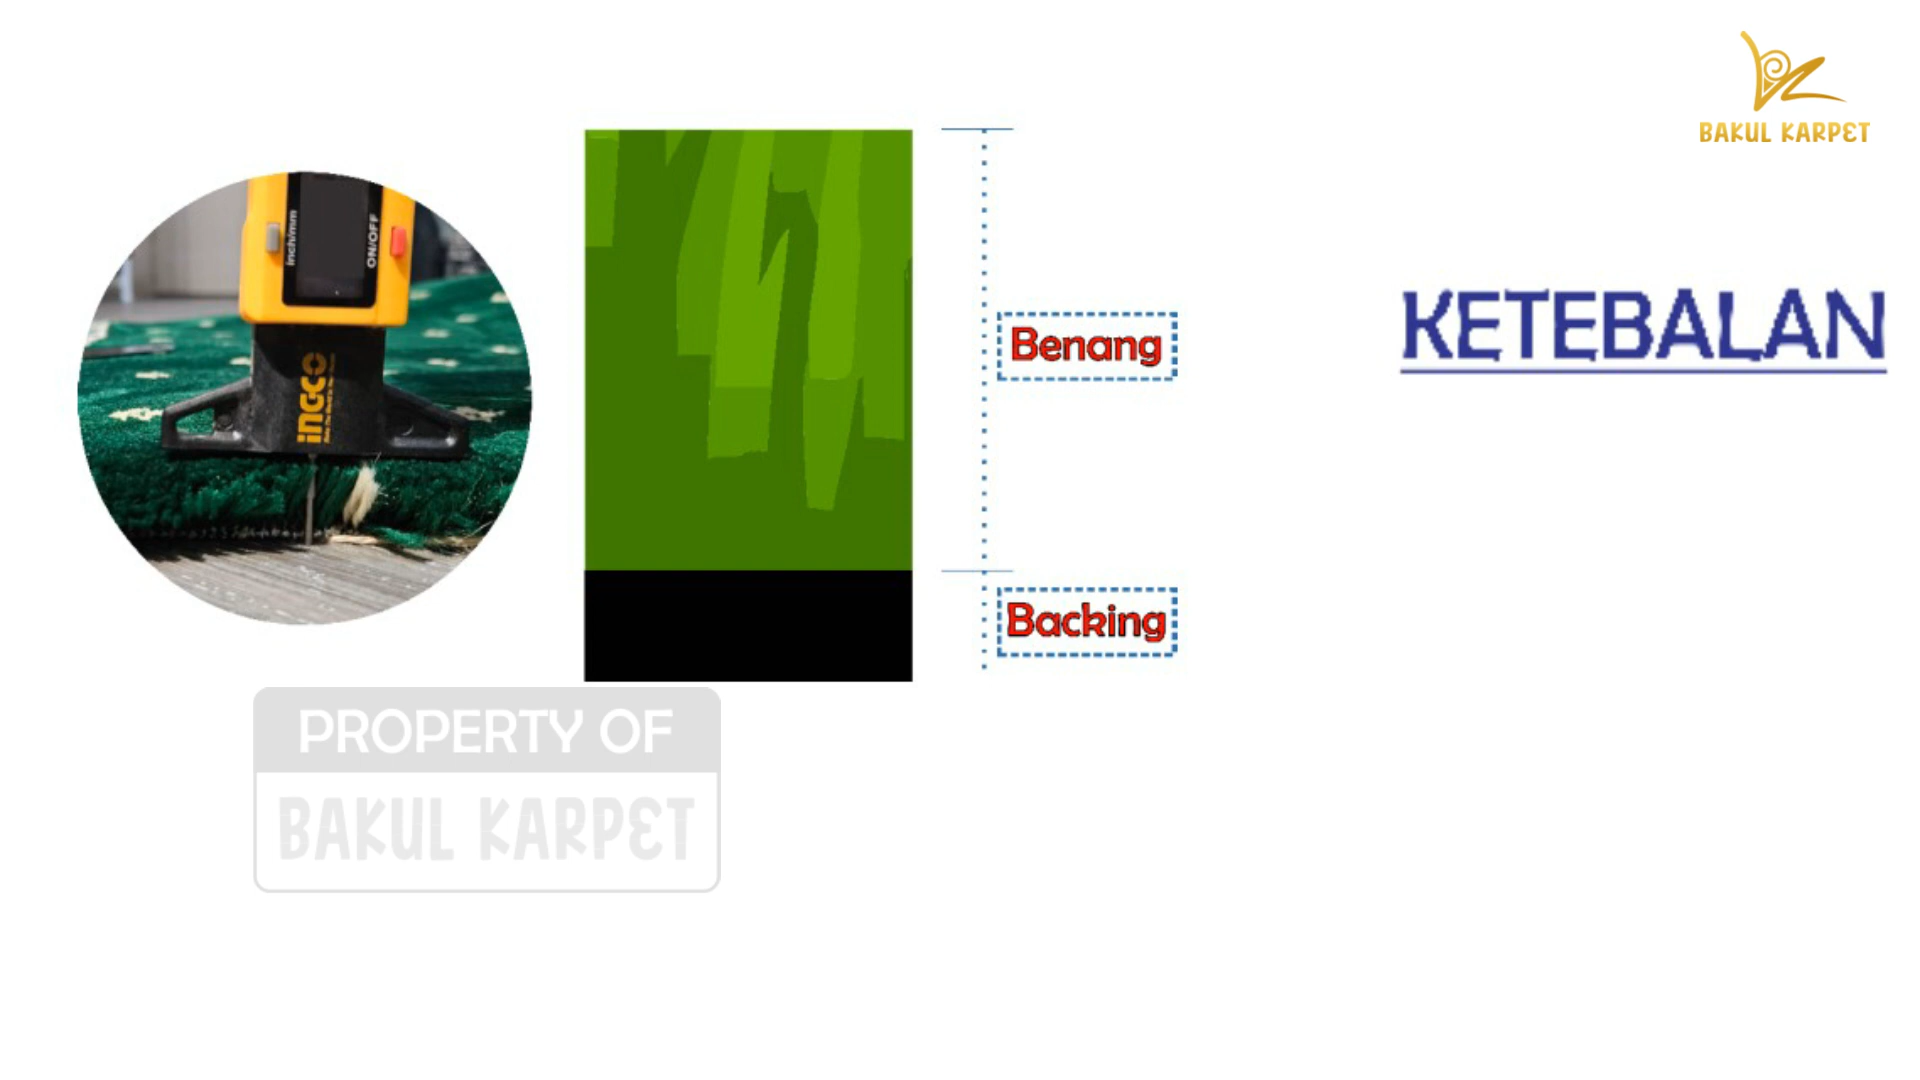 BAKUL KARPET
inch/mm
ON/OFF
INGCO
KETEBALAN
Benang
Backing
PROPERTY OF
BAKUL KARPET